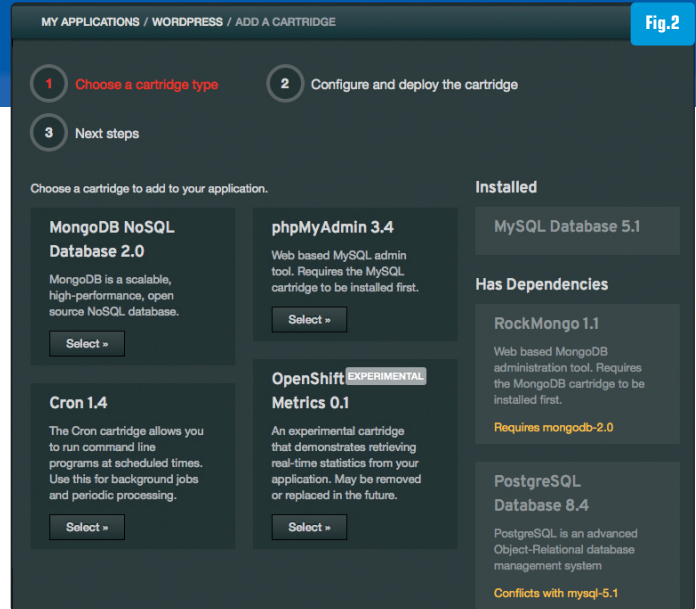 MY APPLICATIONS / WORDPRESS / ADD A CARTRIDGE
Fig.2
1 Choose a cartridge type
2 Configure and deploy the cartridge
3 Next steps
Choose a cartridge to add to your application.
MongoDB NoSQL
Database 2.0
MongoDB is a scalable,
high-performance, open
source NoSQL database.
Select »
Cron 1.4
The Cron cartridge allows you
to run command line
programs at scheduled times.
Use this for background jobs
and periodic processing.
Select »
phpMyAdmin 3.4
Web based MySQL admin
tool. Requires the MySQL
cartridge to be installed first.
Select »
OpenShift EXPERIMENTAL
Metrics 0.1
An experimental cartridge
that demonstrates retrieving
real-time statistics from your
application. May be removed
or replaced in the future.
Select »
Installed
MySQL Database 5.1
Has Dependencies
RockMongo 1.1
Web based MongoDB
administration tool. Requires
the MongoDB cartridge to be
installed first.
Requires mongodb-2.0
PostgreSQL
Database 8.4
PostgreSQL is an advanced
Object-Relational database
management system
Conflicts with mysql-5.1